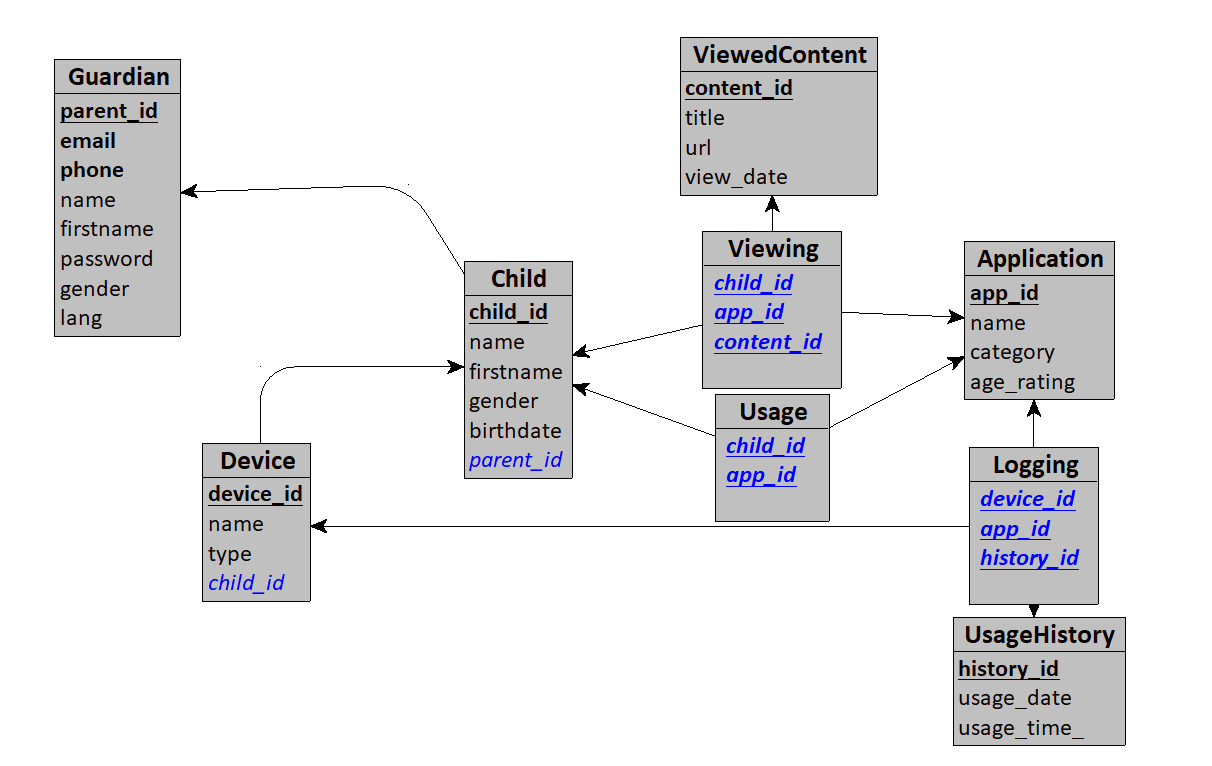 Guardian
parent_id
email
phone
name
firstname
password
gender
lang
Child
child_id
name
firstname
gender
birthdate
parent_id
Device
device_id
name
type
child_id
ViewedContent
content_id
title
url
view_date
Viewing
child_id
app_id
content_id
Usage
child_id
app_id
Application
app_id
name
category
age_rating
Logging
device_id
app_id
history_id
UsageHistory
history_id
usage_date
usage_time_